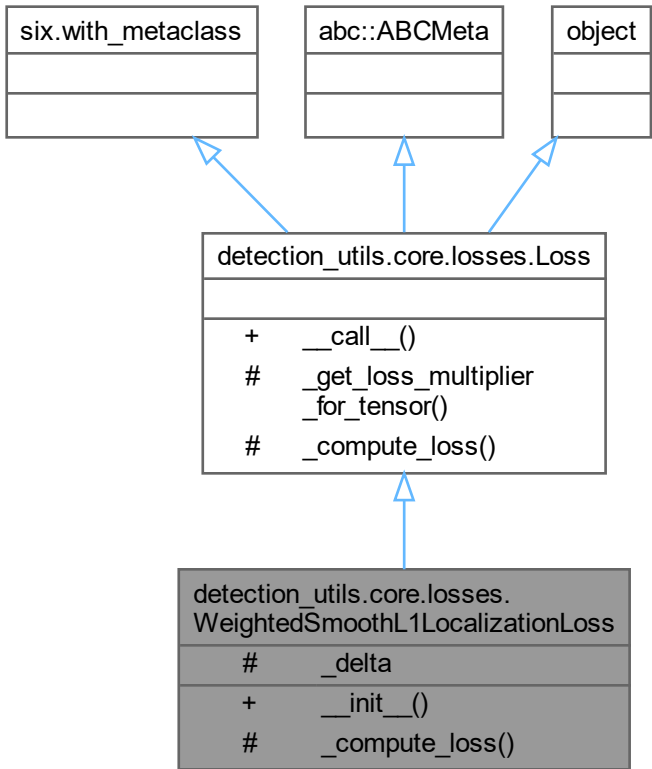 six.with_metaclass
abc::ABCMeta
object
detection_utils.core.losses.Loss
+ __call__()
# _get_loss_multiplier
_for_tensor()
# _compute_loss()
detection_utils.core.losses.
WeightedSmoothL1LocalizationLoss
# _delta
+ __init__()
# _compute_loss()